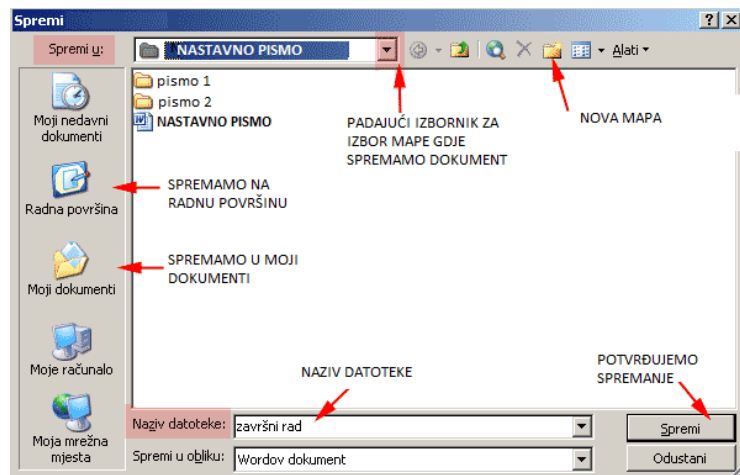 Spremi
Spremi u:
NASTAVNO PISMO
Alati
pismo 1
pismo 2
NASTAVNO PISMO
Moji nedavni
dokumenti
PADAJUĆI IZBORNIK ZA
IZBOR MAPE GDJE
SPREMAMO DOKUMENT
NOVA MAPA
Radna površina
SPREMAMO NA
RADNU POVRŠINU
Moji dokumenti
SPREMAMO U MOJI
DOKUMENTI
Moje računalo
NAZIV DATOTEKE
POTVRĐUJEMO
SPREMANJE
Moja mrežna
mjesta
Naziv datoteke:
završni rad
Spremi
Spremi u obliku:
Wordov dokument
Odustani